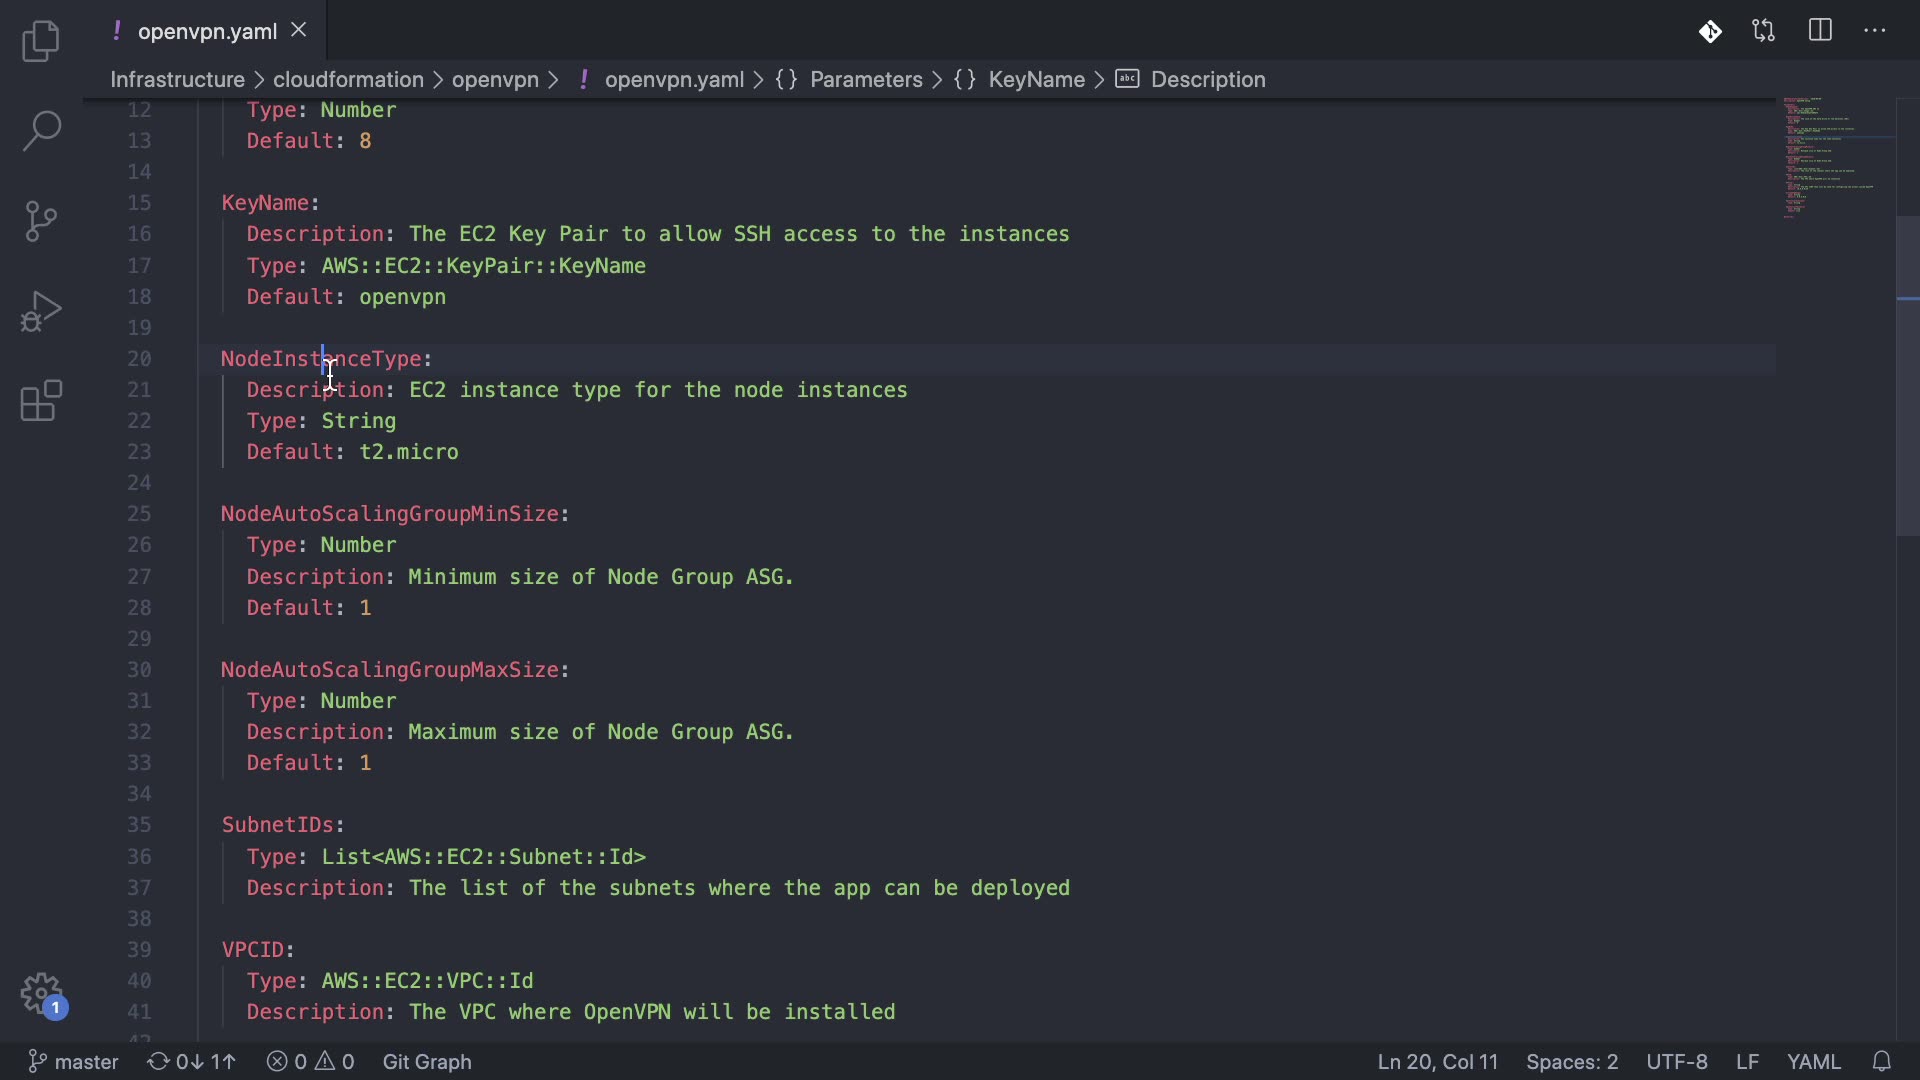 ! openvpn.yaml
Infrastructure > cloudformation > openvpn > ! openvpn.yaml > {} Parameters > {} KeyName > abc Description
12 Type: Number
13 Default: 8
14
15 KeyName:
16 Description: The EC2 Key Pair to allow SSH access to the instances
17 Type: AWS::EC2::KeyPair::KeyName
18 Default: openvpn
19
20 NodeInstanceType:
21 Description: EC2 instance type for the node instances
22 Type: String
23 Default: t2.micro
24
25 NodeAutoScalingGroupMinSize:
26 Type: Number
27 Description: Minimum size of Node Group ASG.
28 Default: 1
29
30 NodeAutoScalingGroupMaxSize:
31 Type: Number
32 Description: Maximum size of Node Group ASG.
33 Default: 1
34
35 SubnetIDs:
36 Type: List<AWS::EC2::Subnet::Id>
37 Description: The list of the subnets where the app can be deployed
38
39 VPCID:
40 Type: AWS::EC2::VPC::Id
41 Description: The VPC where OpenVPN will be installed
1
master 0↓ 1↑ 0 0 Git Graph Ln 20, Col 11 Spaces: 2 UTF-8 LF YAML